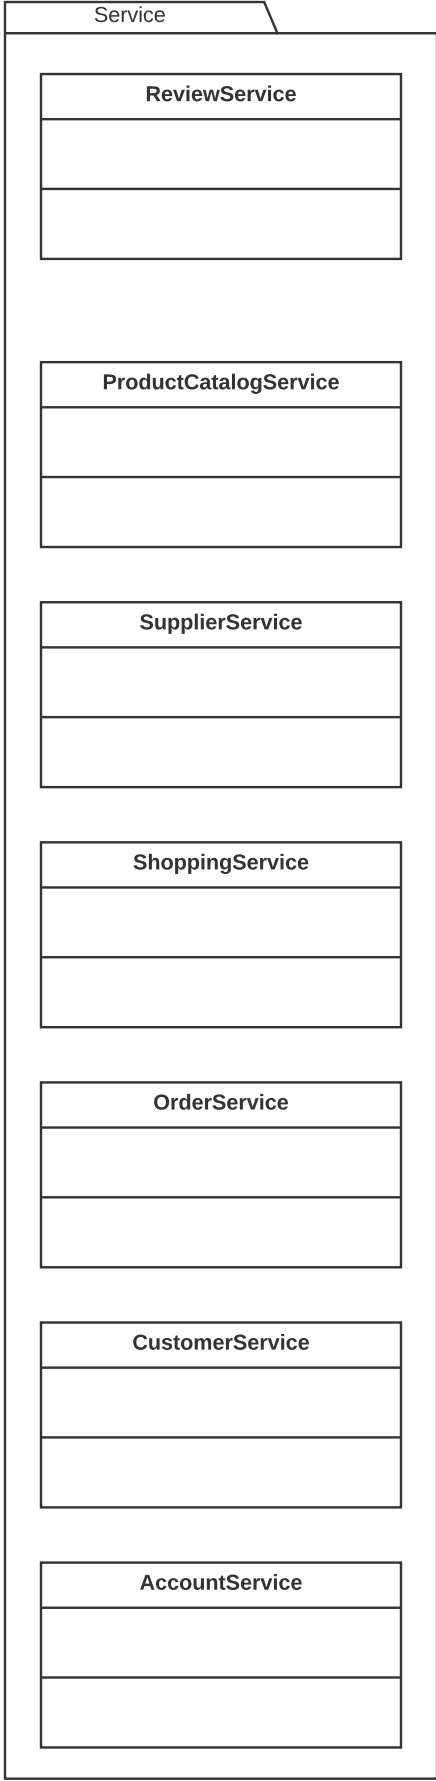 Service
ReviewService
ProductCatalogService
SupplierService
ShoppingService
OrderService
CustomerService
AccountService